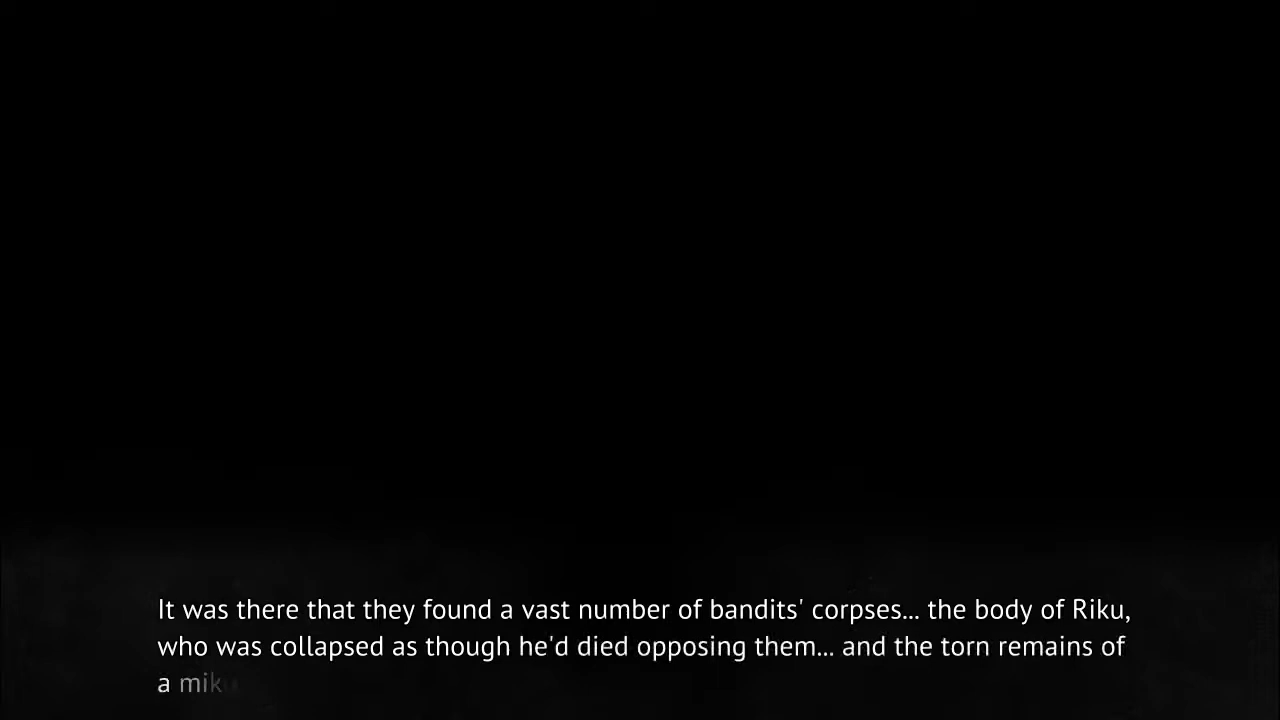 It was there that they found a vast number of bandits' corpses... the body of Riku,
who was collapsed as though he'd died opposing them... and the torn remains of
a